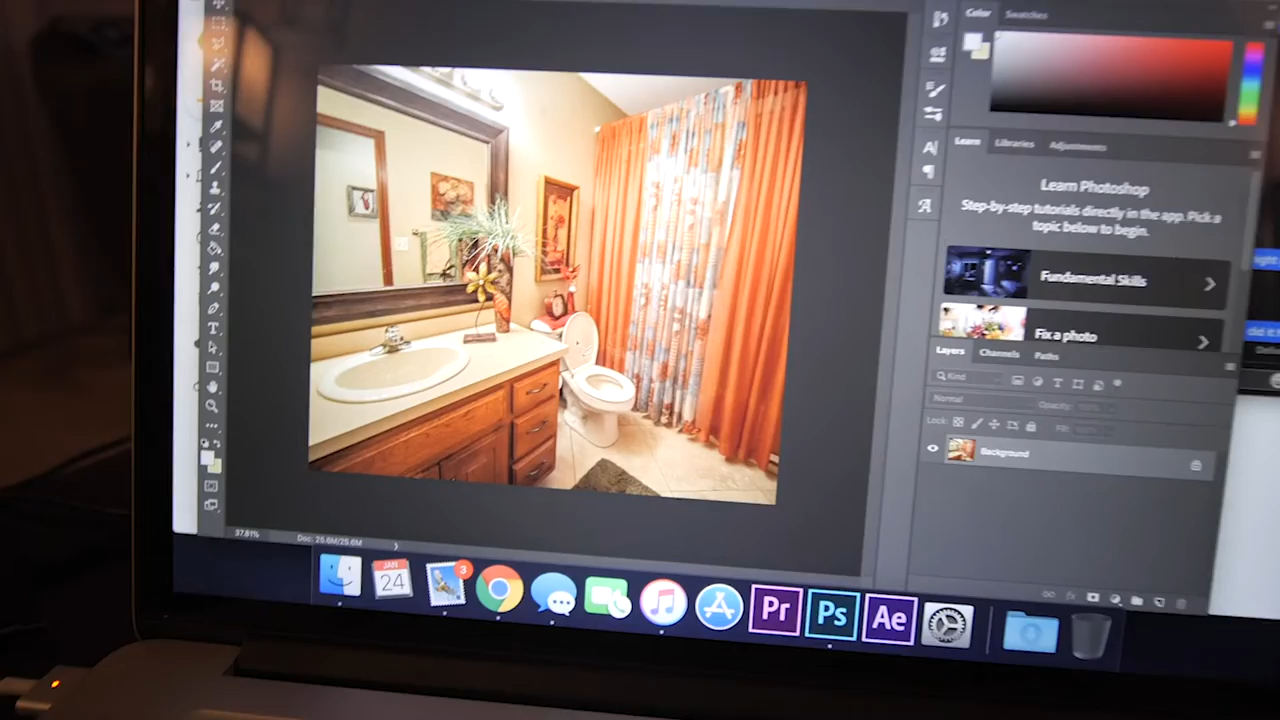 Color Swatches
Learn Libraries Adjustments
Learn Photoshop
Step-by-step tutorials directly in the app. Pick a
topic below to begin.
Fundamental Skills
Fix a photo
Layers Channels Paths
Kind
Normal Opacity:
Lock: Fill:
Background
37.81% Doc: 25.6M/25.6M
JAN
24
3
Pr Ps Ae